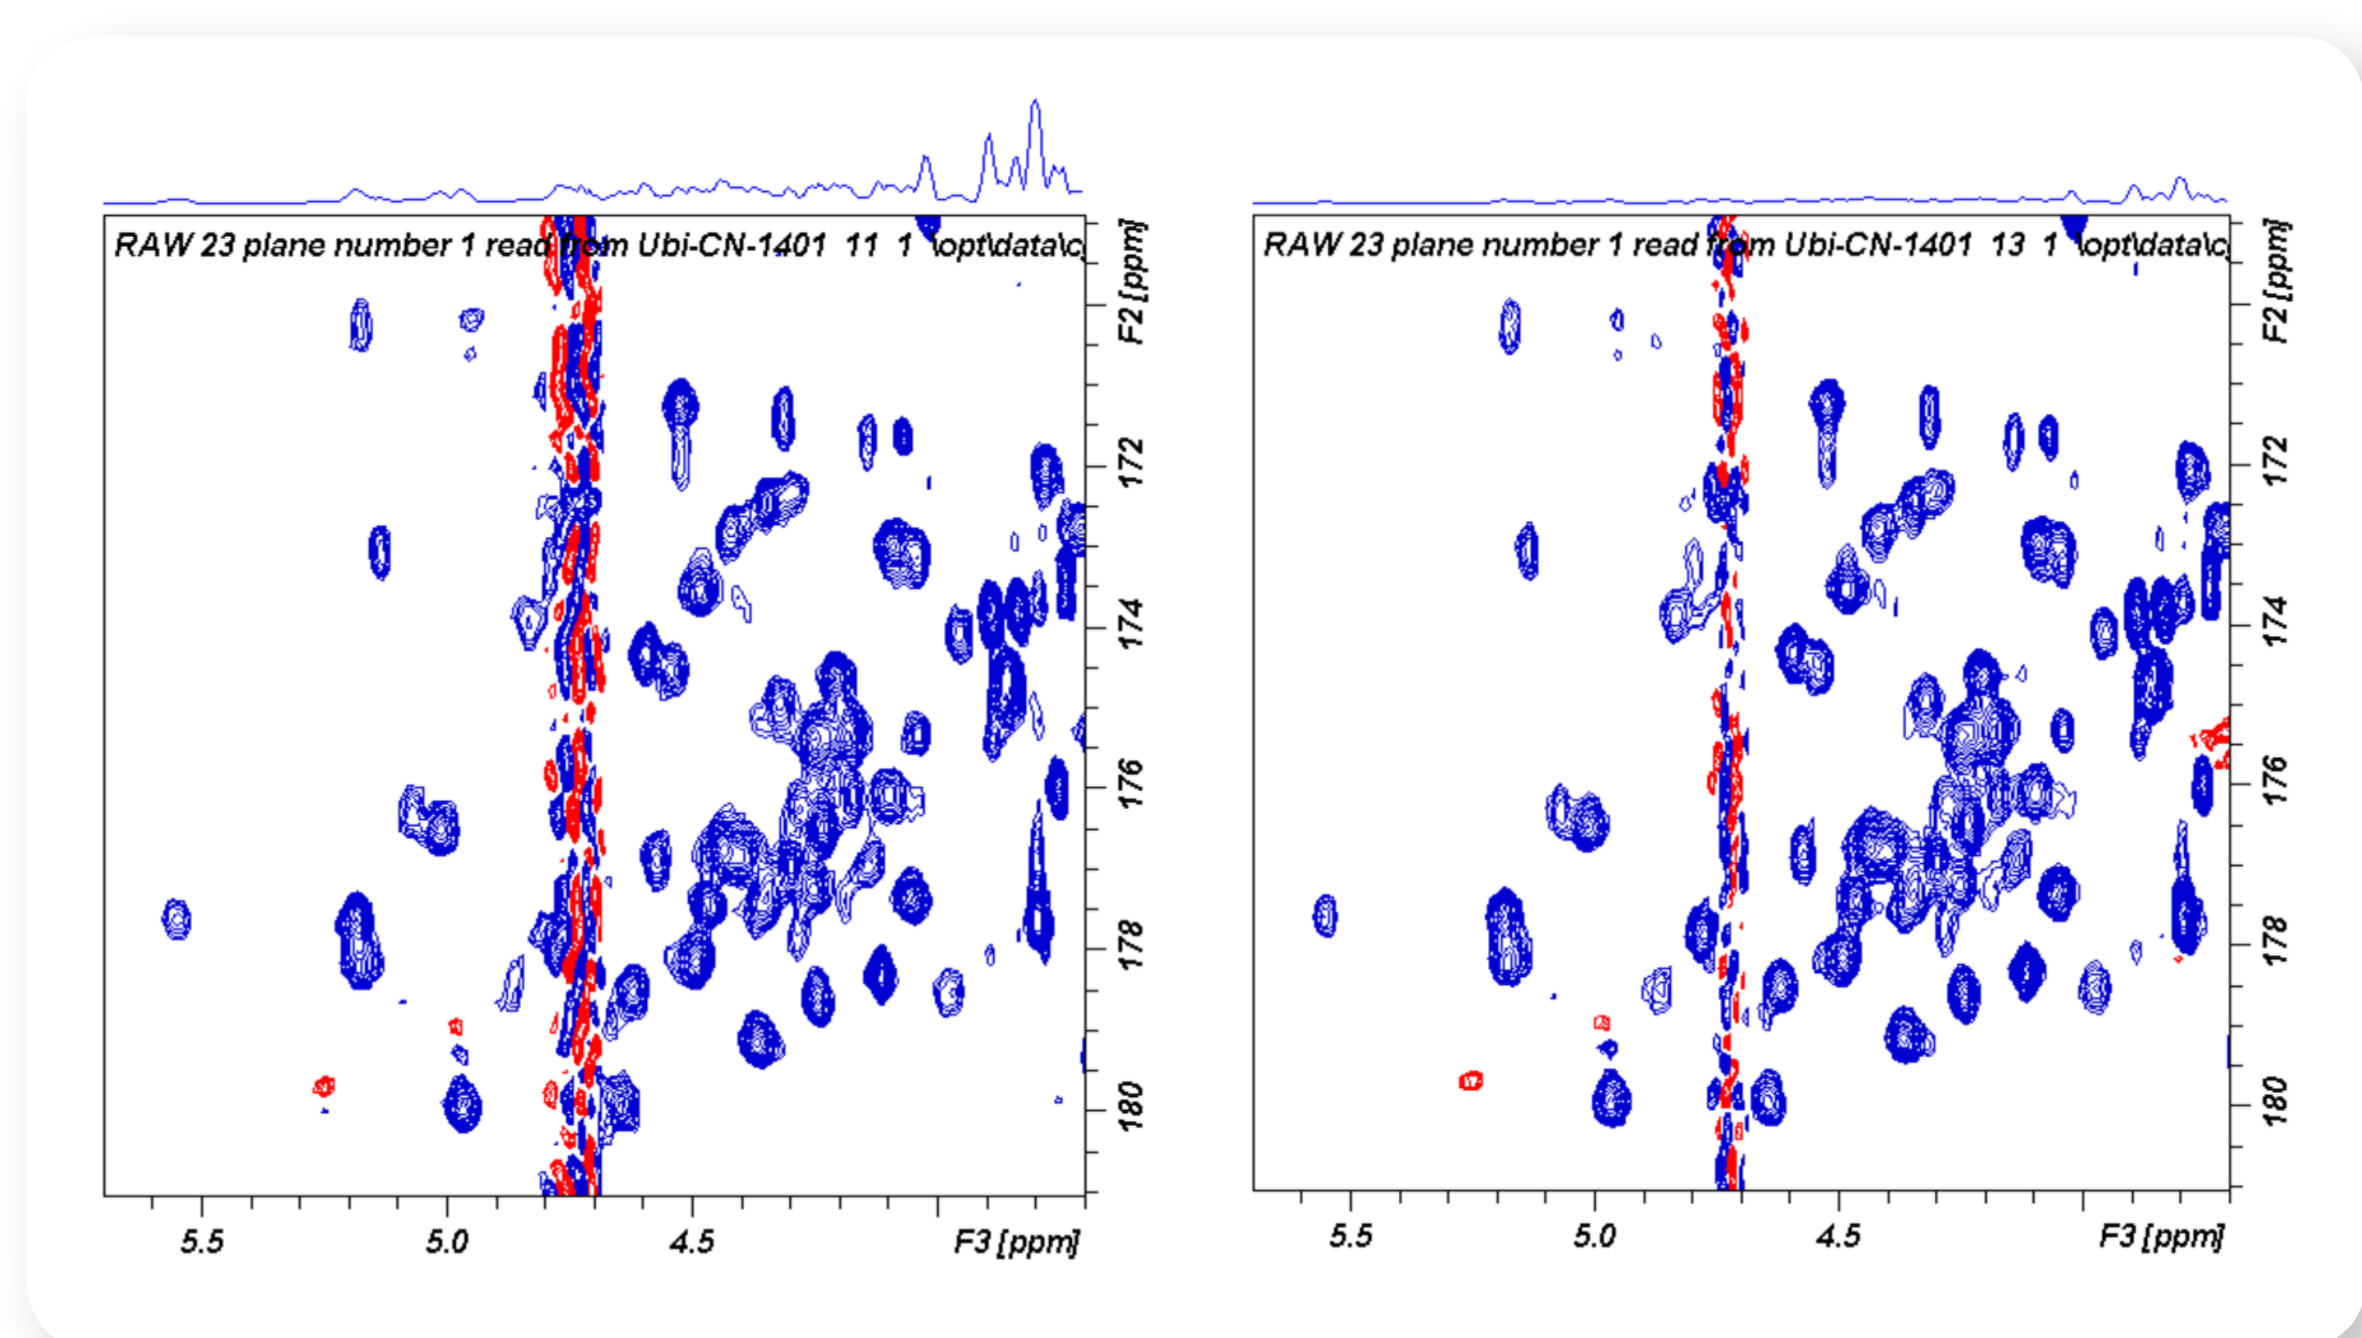 RAW 23 plane number 1 read from Ubi-CN-1401 11 1 \opt\data\c
F2 [ppm]
172
174
176
178
180
5.5 5.0 4.5 F3 [ppm]
RAW 23 plane number 1 read from Ubi-CN-1401 13 1 \opt\data\c
F2 [ppm]
172
174
176
178
180
5.5 5.0 4.5 F3 [ppm]